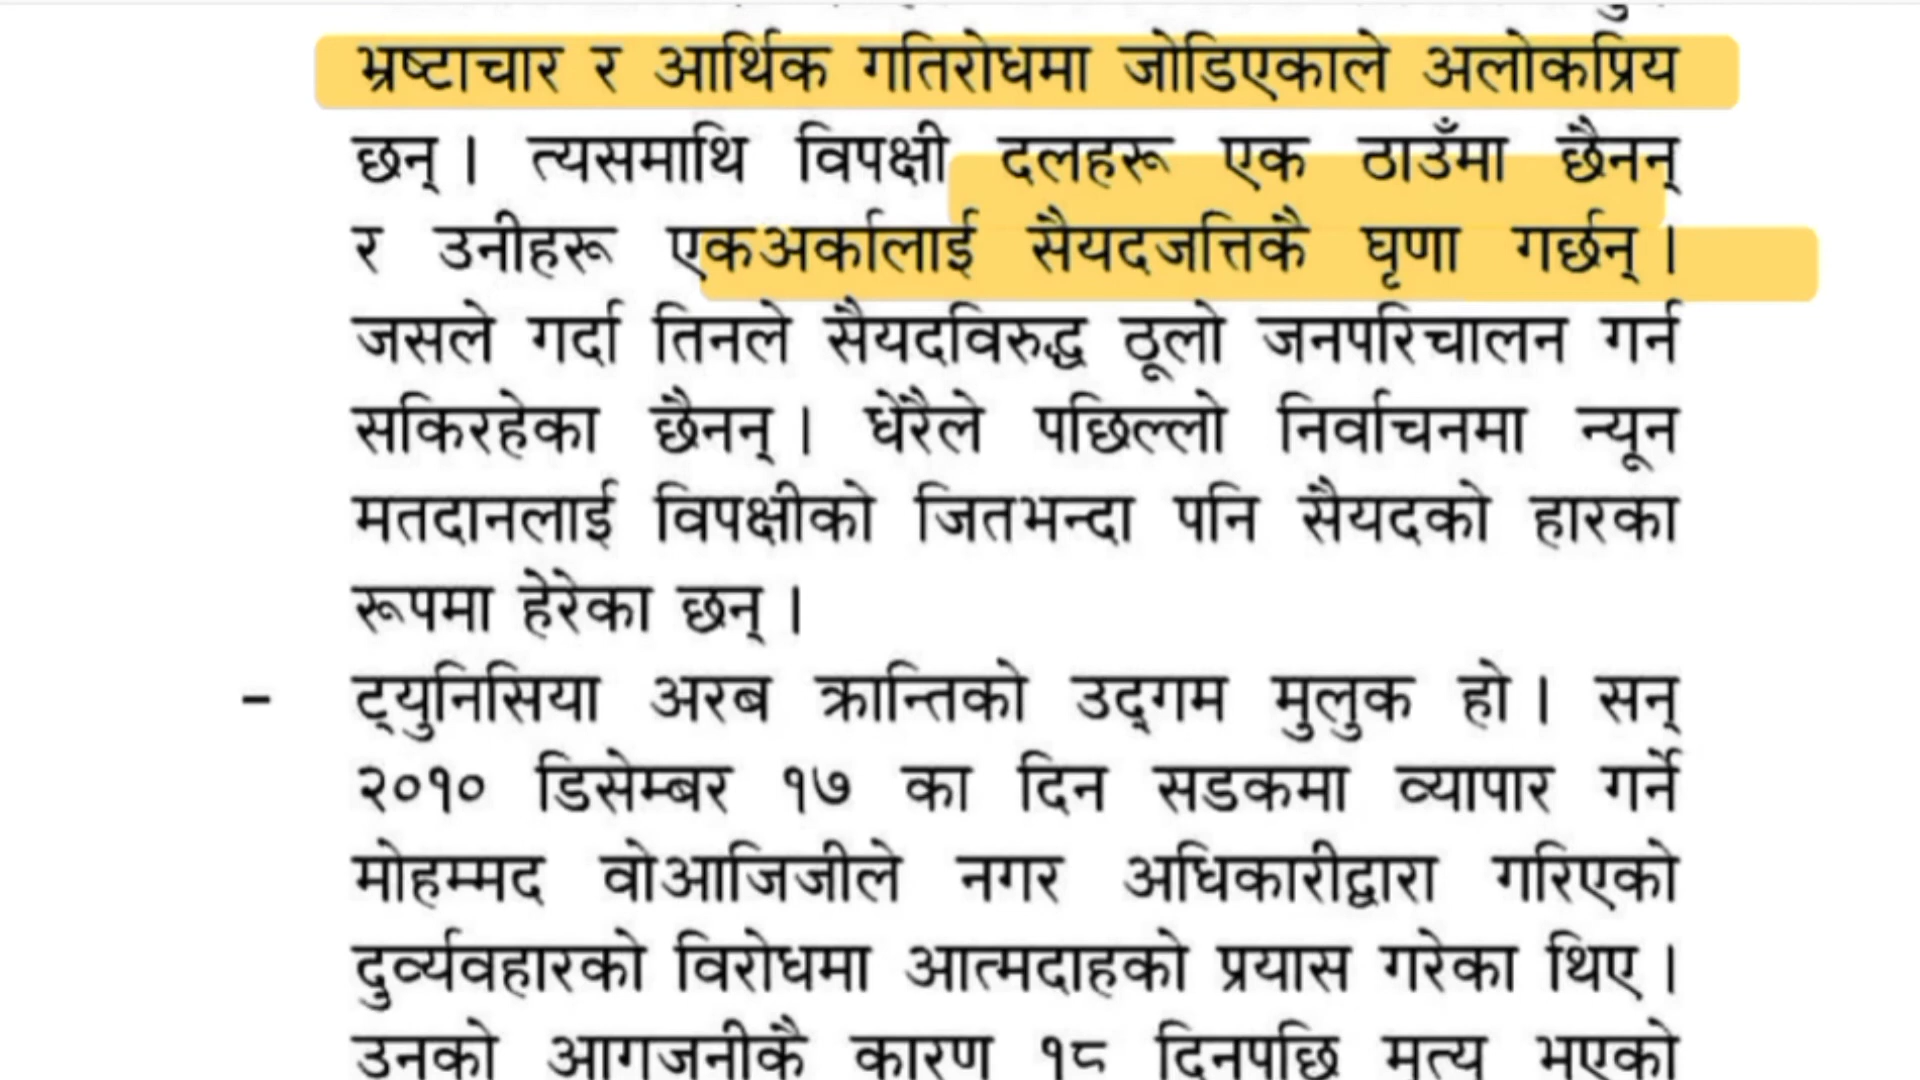 भ्रष्टाचार र आर्थिक गतिरोधमा जोडिएकाले अलोकप्रिय
छन्। त्यसमाथि विपक्षी दलहरू एक ठाउँमा छैनन्
र उनीहरू एकअर्कालाई सैयदजत्तिकै घृणा गर्छन्।
जसले गर्दा तिनले सैयदविरुद्ध ठूलो जनपरिचालन गर्न
सकिरहेका छैनन्। धेरैले पछिल्लो निर्वाचनमा न्यून
मतदानलाई विपक्षीको जितभन्दा पनि सैयदको हारका
रूपमा हेरेका छन्।
- ट्युनिसिया अरब क्रान्तिको उद्गम मुलुक हो। सन्
२०१० डिसेम्बर १७ का दिन सडकमा व्यापार गर्ने
मोहम्मद वोआजिजीले नगर अधिकारीद्वारा गरिएको
दुर्व्यवहारको विरोधमा आत्मदाहको प्रयास गरेका थिए।
उनको आगजनीकै कारण १८ दिनपछि मृत्यु भएको